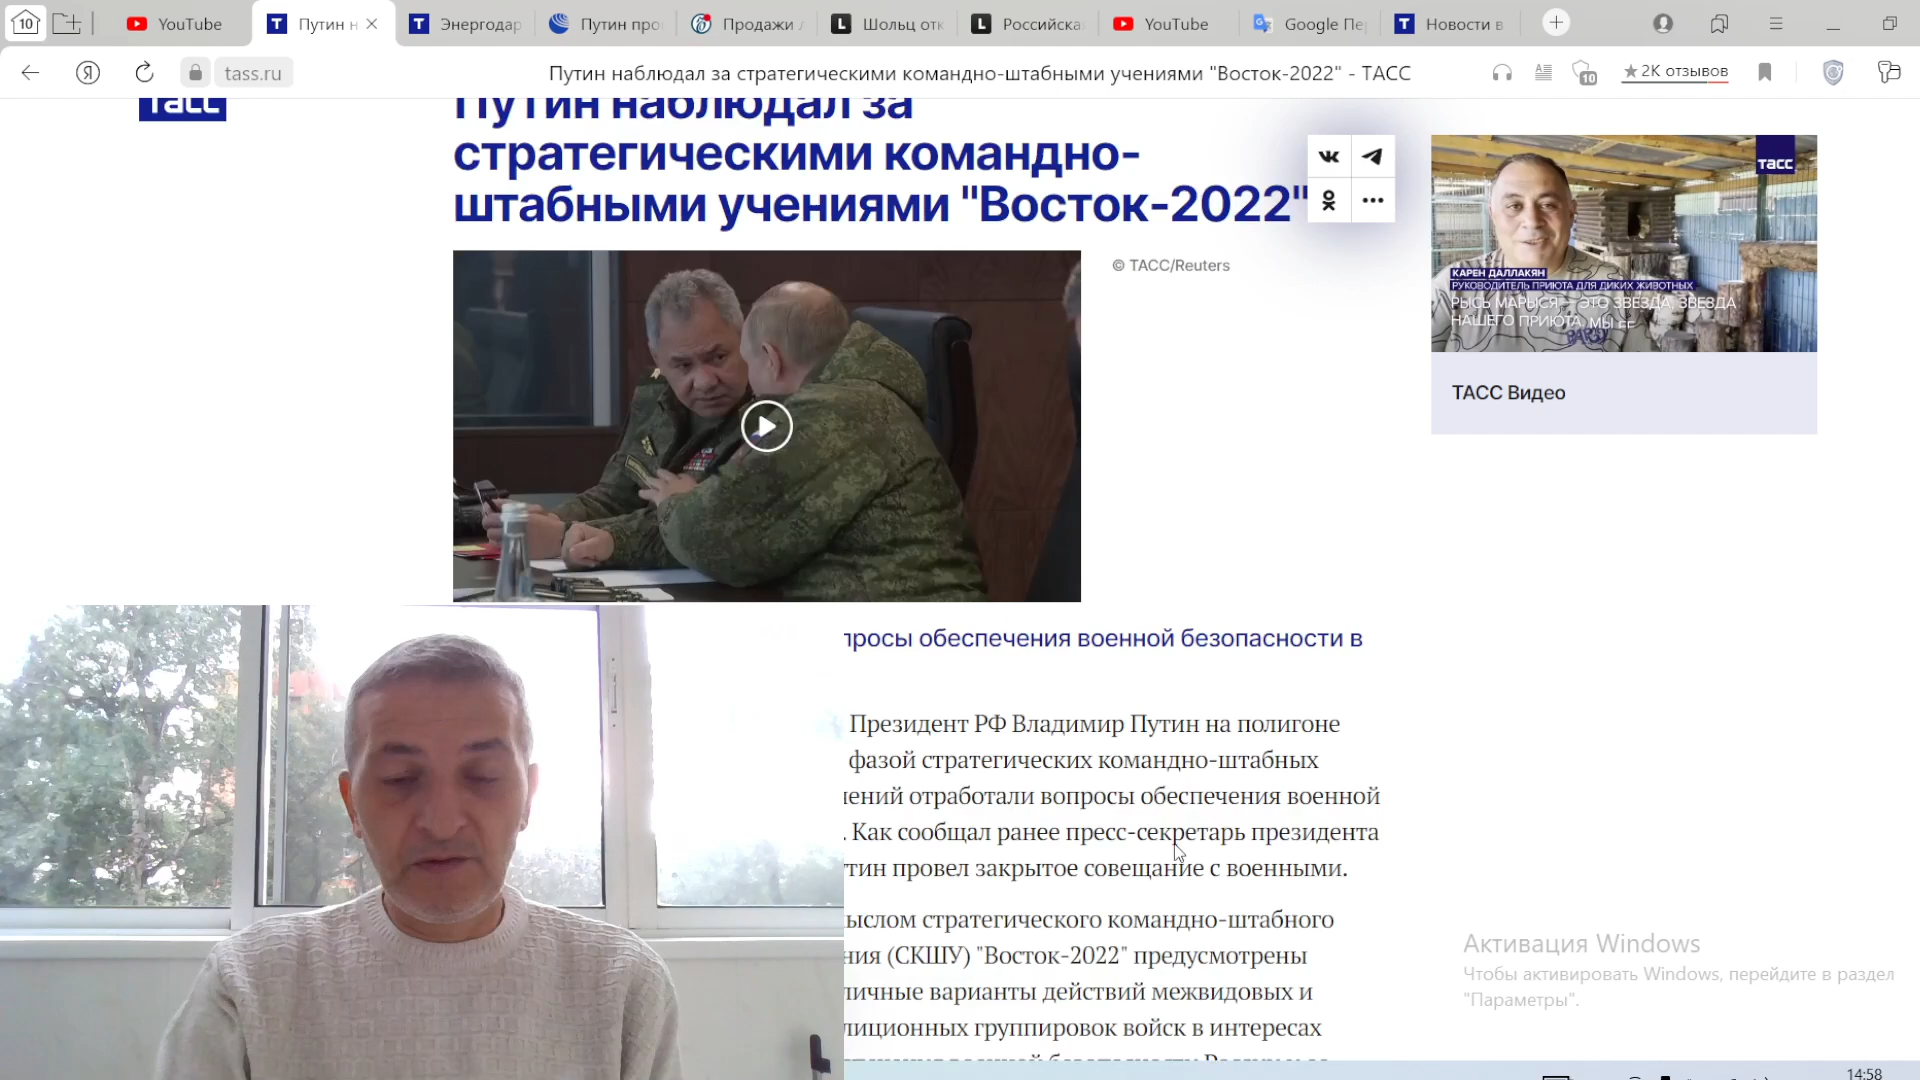 10
YouTube
Путин н
Энергодар
Путин про
Продажи
Шольц отк
Российска
YouTube
Google Пе
Новости в
Я
tass.ru
Путин наблюдал за стратегическими командно-штабными учениями "Восток-2022" - ТАСС
10
★ 2K отзывов
ТАСС
Путин наблюдал за
стратегическими командно-
штабными учениями "Восток-2022"
© ТАСС/Reuters
ТАСС
КАРЕН ДАЛЛАКЯН
РУКОВОДИТЕЛЬ ПРИЮТА ДЛЯ ДИКИХ ЖИВОТНЫХ
РЫСЬ МАРЫСЯ — ЭТО ЗВЕЗДА, ЗВЕЗДА
НАШЕГО ПРИЮТА, МЫ ЕЕ
ТАСС Видео
просы обеспечения военной безопасности в
Президент РФ Владимир Путин на полигоне
фазой стратегических командно-штабных
ений отработали вопросы обеспечения военной
. Как сообщал ранее пресс-секретарь президента
тин провел закрытое совещание с военными.
ыслом стратегического командно-штабного
ния (СКШУ) "Восток-2022" предусмотрены
личные варианты действий межвидовых и
лиционных группировок войск в интересах
Активация Windows
Чтобы активировать Windows, перейдите в раздел
"Параметры".
14:58